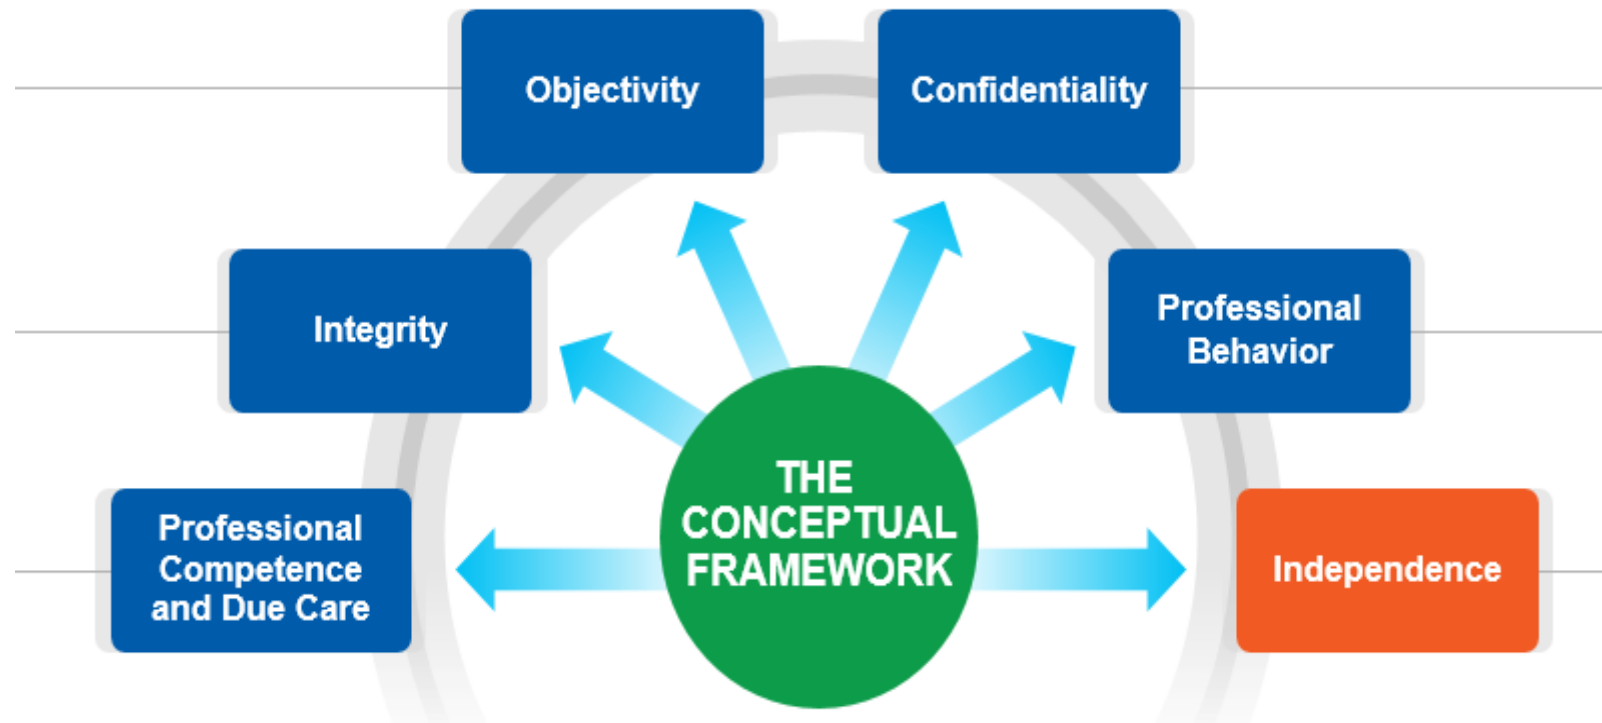 Objectivity
Confidentiality
Integrity
Professional
Behavior
THE
CONCEPTUAL
FRAMEWORK
Professional
Competence
and Due Care
Independence